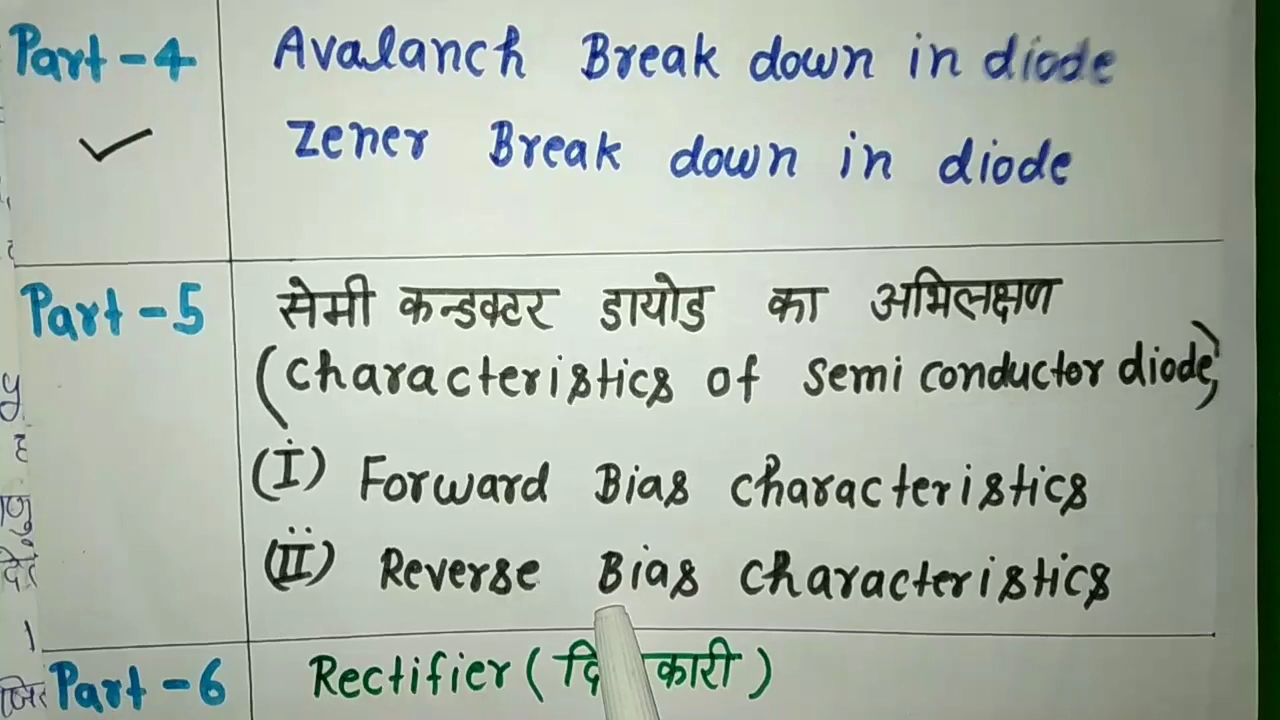 Part-4 Avalanch Break down in diode
Zener Break down in diode
Part-5 सेमी कन्डक्टर डायोड का अभिलक्षण
(characteristics of semi conductor diode)
(I) Forward Bias characteristics
(II) Reverse Bias characteristics
Part-6 Rectifier (